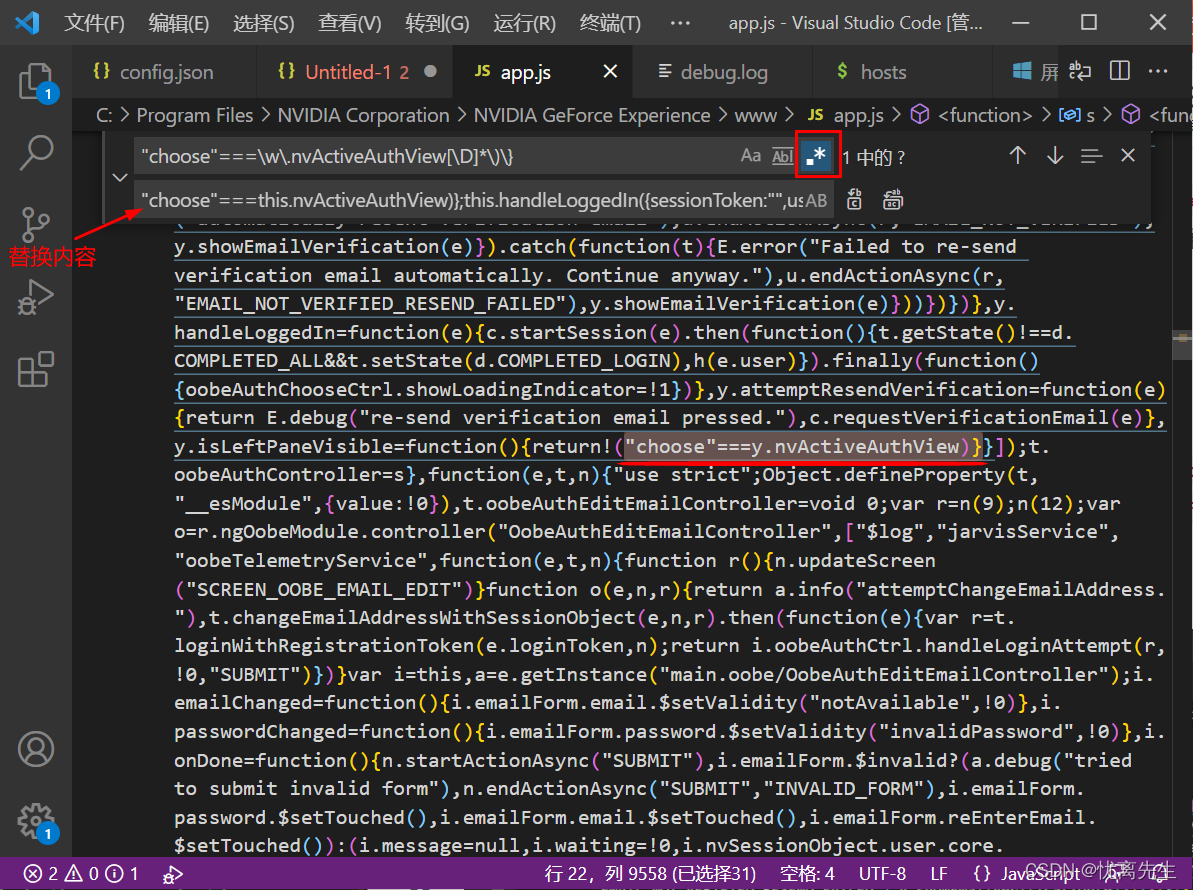 文件(F) 编辑(E) 选择(S) 查看(V) 转到(G) 运行(R) 终端(T) ··· app.js - Visual Studio Code [管...
{} config.json {} Untitled-1 2 JS app.js debug.log $ hosts 屏 ···
C: > Program Files > NVIDIA Corporation > NVIDIA GeForce Experience > www > JS app.js > <function> > s > <func
"choose"===\w\.nvActiveAuthView[\D]*\)\} Aa Abl .* 1 中的 ?
"choose"===this.nvActiveAuthView)};this.handleLoggedIn({sessionToken:"",us AB
替换内容
y.showEmailVerification(e)}).catch(function(t){E.error("Failed to re-send
verification email automatically. Continue anyway."),u.endActionAsync(r,
"EMAIL_NOT_VERIFIED_RESEND_FAILED"),y.showEmailVerification(e)}))})})},y.
handleLoggedIn=function(e){c.startSession(e).then(function(){t.getState()!==d.
COMPLETED_ALL&&t.setState(d.COMPLETED_LOGIN),h(e.user)}).finally(function()
{oobeAuthChooseCtrl.showLoadingIndicator=!1})},y.attemptResendVerification=function(e)
{return E.debug("re-send verification email pressed."),c.requestVerificationEmail(e)},
y.isLeftPaneVisible=function(){return!("choose"===y.nvActiveAuthView)}}]);t.
oobeAuthController=s},function(e,t,n){"use strict";Object.defineProperty(t,
"__esModule",{value:!0}),t.oobeAuthEditEmailController=void 0;var r=n(9);n(12);var
o=r.ngOobeModule.controller("OobeAuthEditEmailController",["$log","jarvisService",
"oobeTelemetryService",function(e,t,n){function r(){n.updateScreen
("SCREEN_OOBE_EMAIL_EDIT")}function o(e,n,r){return a.info("attemptChangeEmailAddress.
"),t.changeEmailAddressWithSessionObject(e,n,r).then(function(e){var r=t.
loginWithRegistrationToken(e.loginToken,n);return i.oobeAuthCtrl.handleLoginAttempt(r,
!0,"SUBMIT")})}var i=this,a=e.getInstance("main.oobe/OobeAuthEditEmailController");i.
emailChanged=function(){i.emailForm.email.$setValidity("notAvailable",!0)},i.
passwordChanged=function(){i.emailForm.password.$setValidity("invalidPassword",!0)},i.
onDone=function(){n.startActionAsync("SUBMIT"),i.emailForm.$invalid?(a.debug("tried
to submit invalid form"),n.endActionAsync("SUBMIT","INVALID_FORM"),i.emailForm.
password.$setTouched(),i.emailForm.email.$setTouched(),i.emailForm.reEnterEmail.
$setTouched()):(i.message=null,i.waiting=!0,i.nvSessionObject.user.core.
1
1
2 0 1 行 22，列 9558 (已选择31) 空格: 4 UTF-8 LF {} JavaScript
CSDN @忧离先生